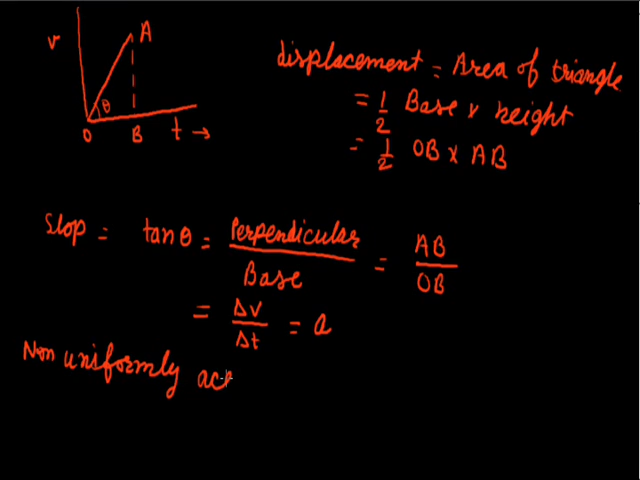 v
A
θ
O B t →
displacement = Area of triangle
= 1/2 Base x height
= 1/2 OB x AB
Slop = tanθ = Perpendicular/Base = AB/OB
= Δv/Δt = a
Non uniformly acc